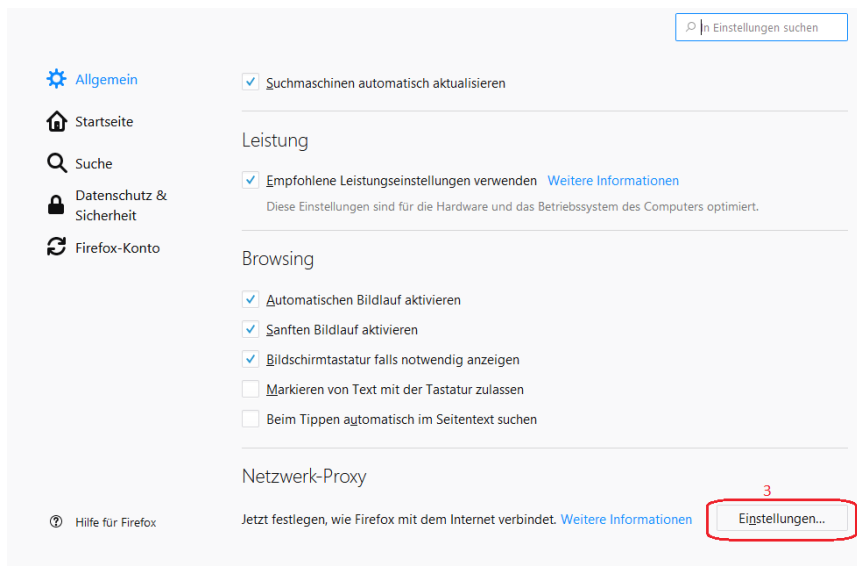 In Einstellungen suchen
Allgemein
Suchmaschinen automatisch aktualisieren
Startseite
Leistung
Suche
Empfohlene Leistungseinstellungen verwenden Weitere Informationen
Datenschutz &
Sicherheit
Diese Einstellungen sind für die Hardware und das Betriebssystem des Computers optimiert.
Firefox-Konto
Browsing
Automatischen Bildlauf aktivieren
Sanften Bildlauf aktivieren
Bildschirmtastatur falls notwendig anzeigen
Markieren von Text mit der Tastatur zulassen
Beim Tippen automatisch im Seitentext suchen
Netzwerk-Proxy
3
Hilfe für Firefox
Jetzt festlegen, wie Firefox mit dem Internet verbindet. Weitere Informationen
Einstellungen...